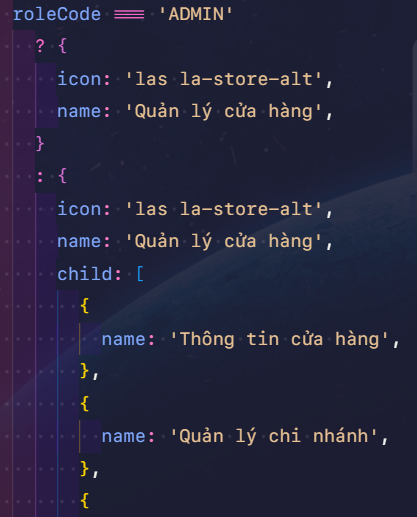 roleCode === 'ADMIN'
? {
icon: 'las la-store-alt',
name: 'Quản lý cửa hàng',
}
: {
icon: 'las la-store-alt',
name: 'Quản lý cửa hàng',
child: [
{
name: 'Thông tin cửa hàng',
},
{
name: 'Quản lý chi nhánh',
},
{